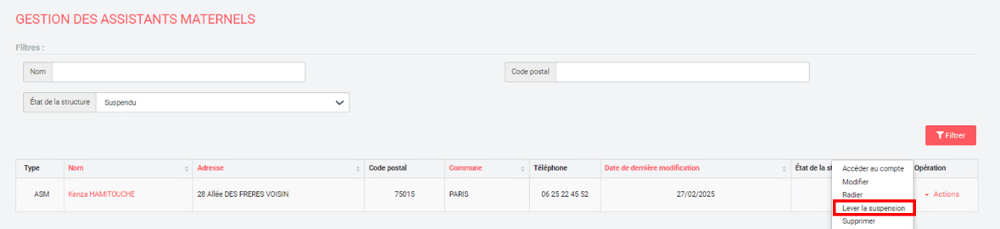 GESTION DES ASSISTANTS MATERNELS
Filtres :
Nom
Code postal
État de la structure Suspendu
Filtrer
Type Nom Adresse Code postal Commune Téléphone Date de dernière modification État de la st Opération
ASM Kenza HAMITOUCHE 28 Allée DES FRERES VOISIN 75015 PARIS 06 25 22 45 52 27/02/2025 Actions
Accéder au compte
Modifier
Radier
Lever la suspension
Supprimer